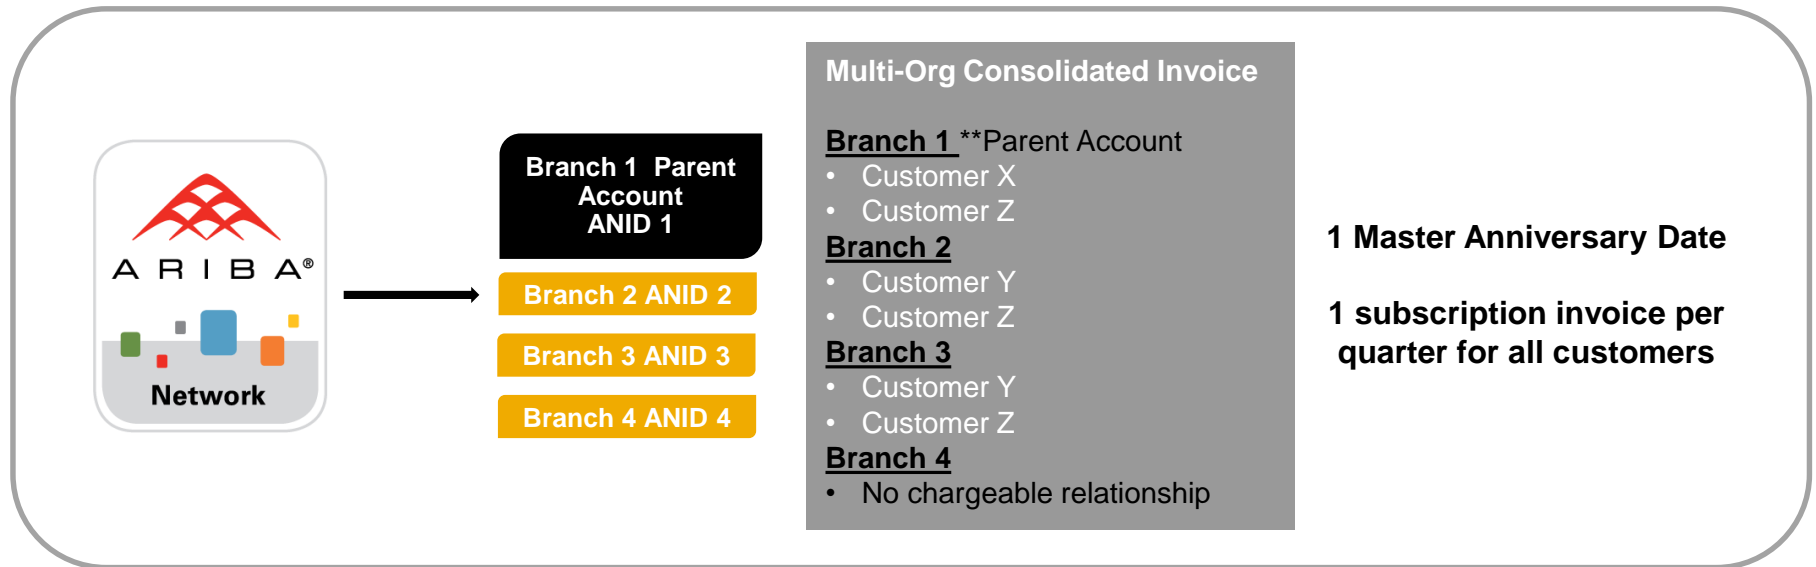 ARIBA®
Network
Branch 1 Parent
Account
ANID 1
Branch 2 ANID 2
Branch 3 ANID 3
Branch 4 ANID 4
Multi-Org Consolidated Invoice
Branch 1 **Parent Account
• Customer X
• Customer Z
Branch 2
• Customer Y
• Customer Z
Branch 3
• Customer Y
• Customer Z
Branch 4
• No chargeable relationship
1 Master Anniversary Date
1 subscription invoice per
quarter for all customers